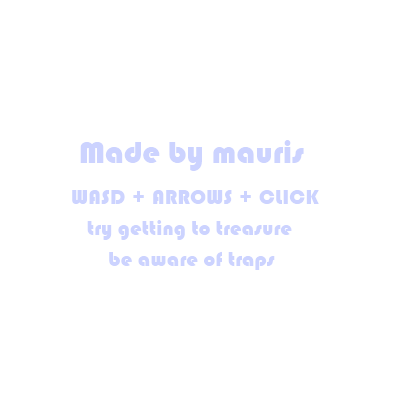 Made by mauris
WASD + ARROWS + CLICK
try getting to treasure
be aware of traps